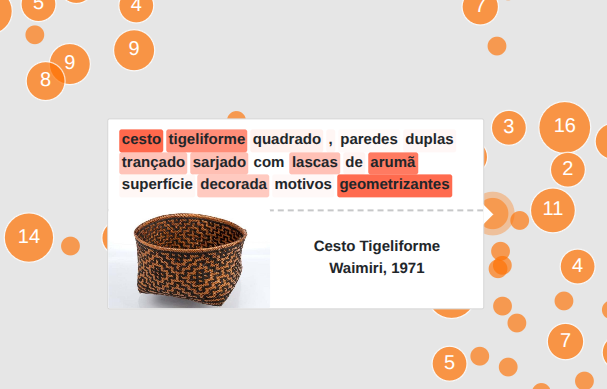 5
4
7
9
9
8
3
16
2
11
14
4
7
5
cesto tigeliforme quadrado , paredes duplas
trançado sarjado com lascas de arumã
superfície decorada motivos geometrizantes
Cesto Tigeliforme
Waimiri, 1971